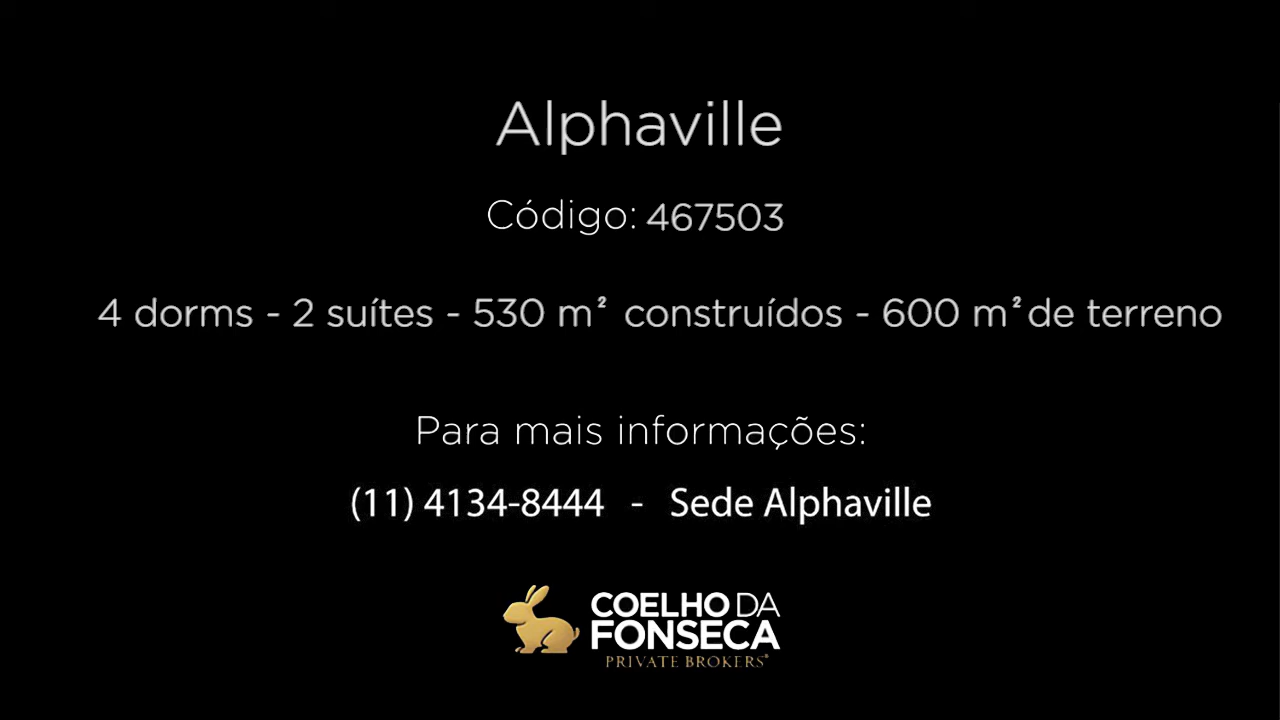 Alphaville
Código: 467503
4 dorms - 2 suítes - 530 m² construídos - 600 m² de terreno
Para mais informações:
(11) 4134-8444 - Sede Alphaville
COELHO DA
FONSECA
PRIVATE BROKERS®